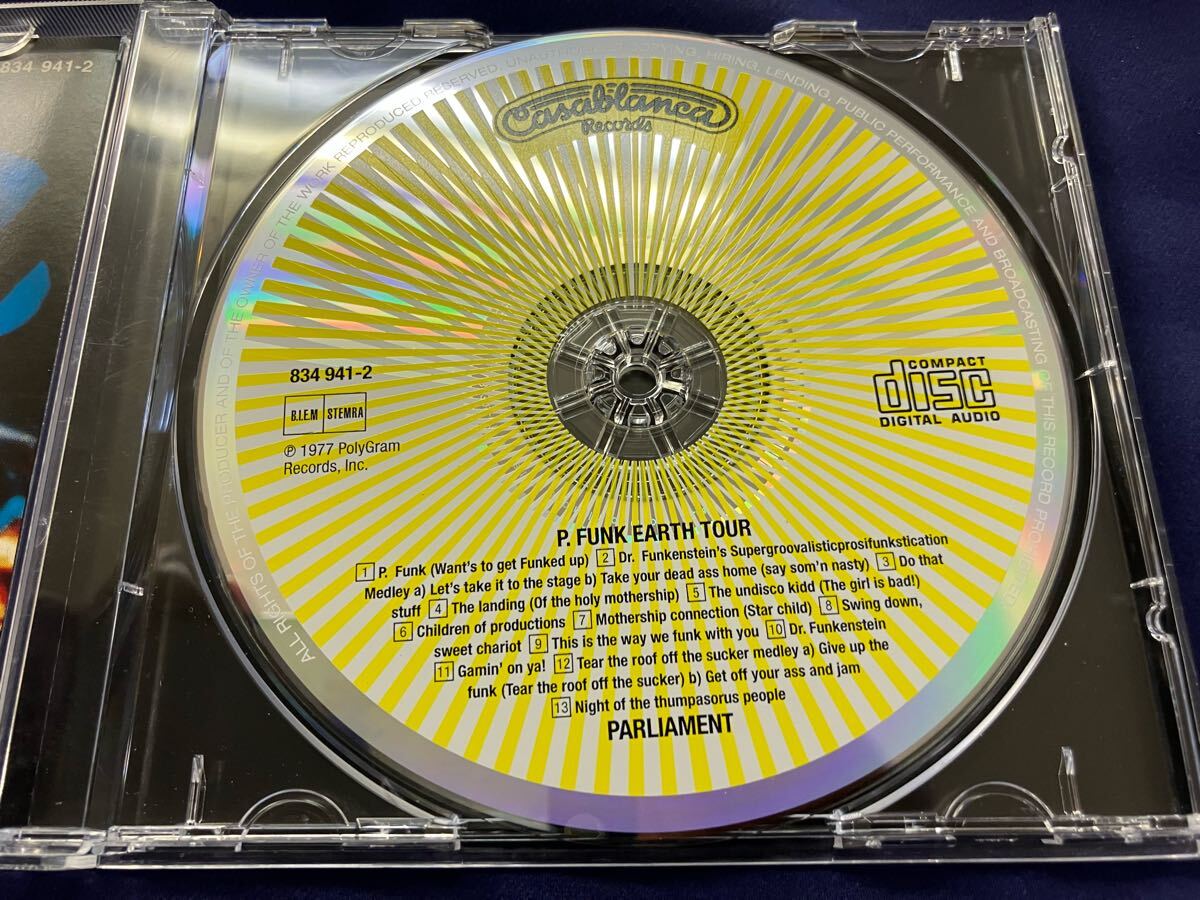 834 941-2
Casablanca
Records
ALL RIGHTS OF THE PRODUCER AND OF THE OWNER OF THE WORK REPRODUCED RESERVED. UNAUTHORIZED COPYING, HIRING, LENDING, PUBLIC PERFORMANCE AND BROADCASTING OF THIS RECORD PROHIBITED
834 941-2
B.I.E.M STEMRA
℗ 1977 PolyGram
Records, Inc.
COMPACT
disc
DIGITAL AUDIO
P. FUNK EARTH TOUR
1 P. Funk (Want's to get Funked up) 2 Dr. Funkenstein's Supergroovalisticprosifunkstication
Medley a) Let's take it to the stage b) Take your dead ass home (say som'n nasty) 3 Do that
stuff 4 The landing (Of the holy mothership) 5 The undisco kidd (The girl is bad!)
6 Children of productions 7 Mothership connection (Star child) 8 Swing down,
sweet chariot 9 This is the way we funk with you 10 Dr. Funkenstein
11 Gamin' on ya! 12 Tear the roof off the sucker medley a) Give up the
funk (Tear the roof off the sucker) b) Get off your ass and jam
13 Night of the thumpasorus people
PARLIAMENT